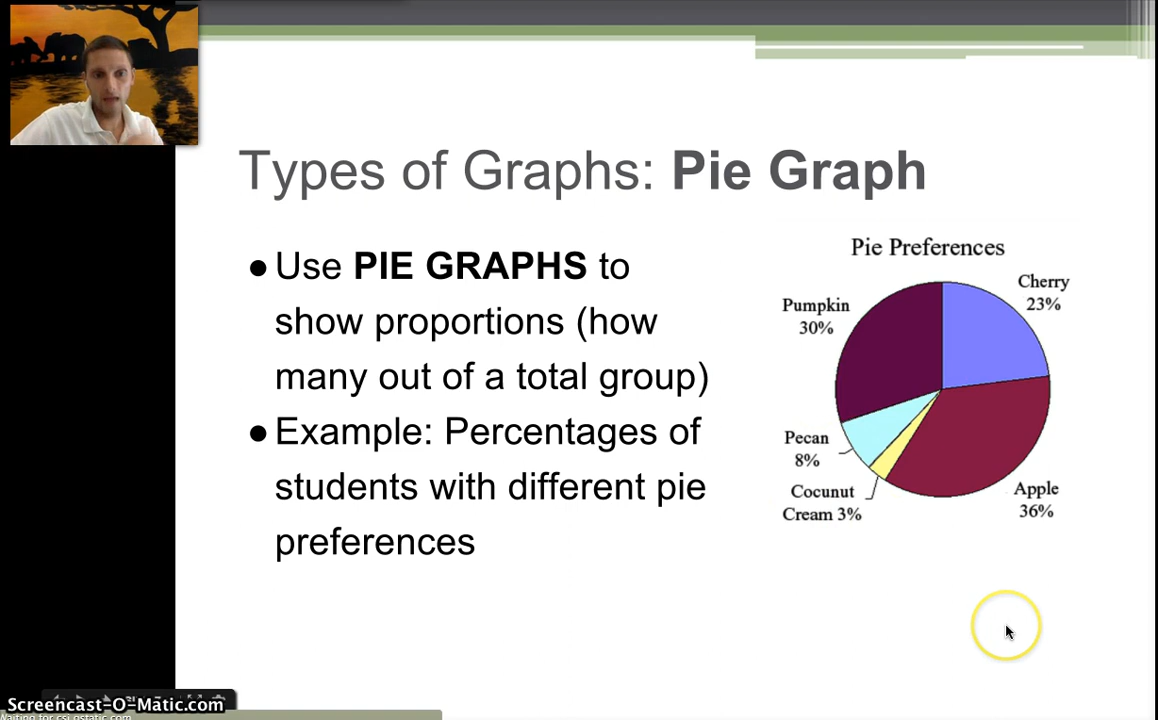 Types of Graphs: Pie Graph
●Use PIE GRAPHS to
show proportions (how
many out of a total group)
●Example: Percentages of
students with different pie
preferences
Pie Preferences
Cherry
23%
Pumpkin
30%
Pecan
8%
Cocunut
Cream 3%
Apple
36%
Screencast-O-Matic.com